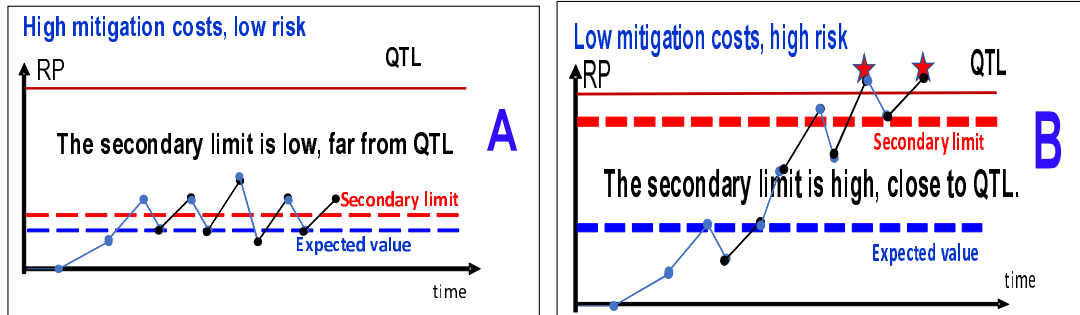 High mitigation costs, low risk
QTL
RP
The secondary limit is low, far from QTL
A
Secondary limit
Expected value
time
Low mitigation costs, high risk
RP
QTL
Secondary limit
B
The secondary limit is high, close to QTL.
Expected value
time